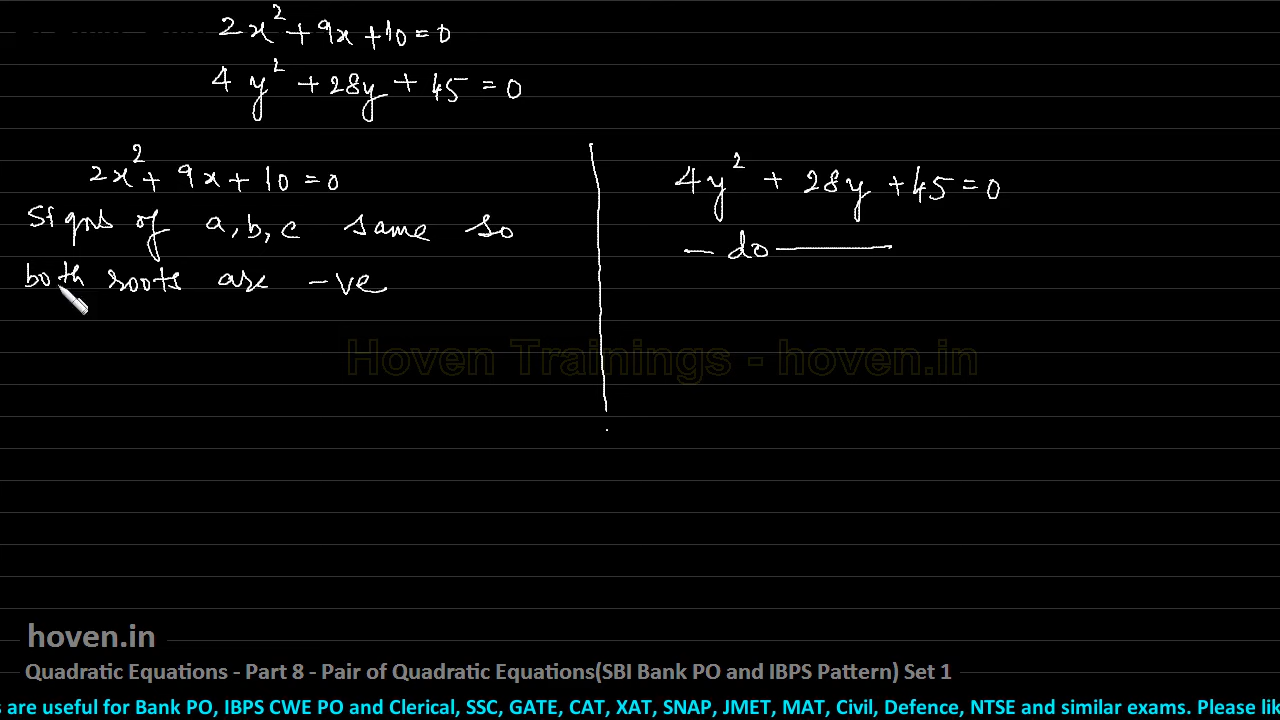 2x² + 9x + 10 = 0
4y² + 28y + 45 = 0
2x² + 9x + 10 = 0
Signs of a, b, c same so
both roots are -ve
4y² + 28y + 45 = 0
— do ———
Hoven Trainings - hoven.in
hoven.in
Quadratic Equations - Part 8 - Pair of Quadratic Equations(SBI Bank PO and IBPS Pattern) Set 1
s are useful for Bank PO, IBPS CWE PO and Clerical, SSC, GATE, CAT, XAT, SNAP, JMET, MAT, Civil, Defence, NTSE and similar exams. Please lik